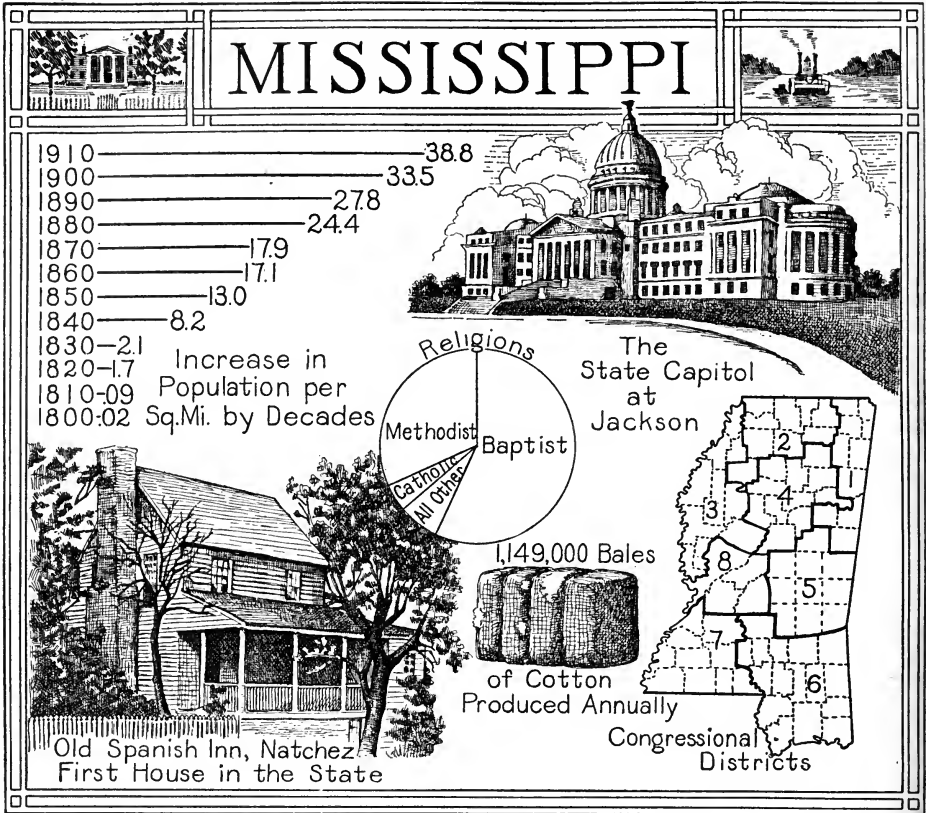 MISSISSIPPI
1910 38.8
1900 33.5
1890 27.8
1880 24.4
1870 17.9
1860 17.1
1850 13.0
1840 8.2
1830-2.1
1820-1.7
1810-.09
1800-.02
Increase in
Population per
Sq.Mi. by Decades
The
State Capitol
at
Jackson
Religions
Methodist
Baptist
Catholic
All Other
2
3
4
8
5
7
6
Congressional
Districts
1,149,000 Bales
of Cotton
Produced Annually
Old Spanish Inn, Natchez
First House in the State